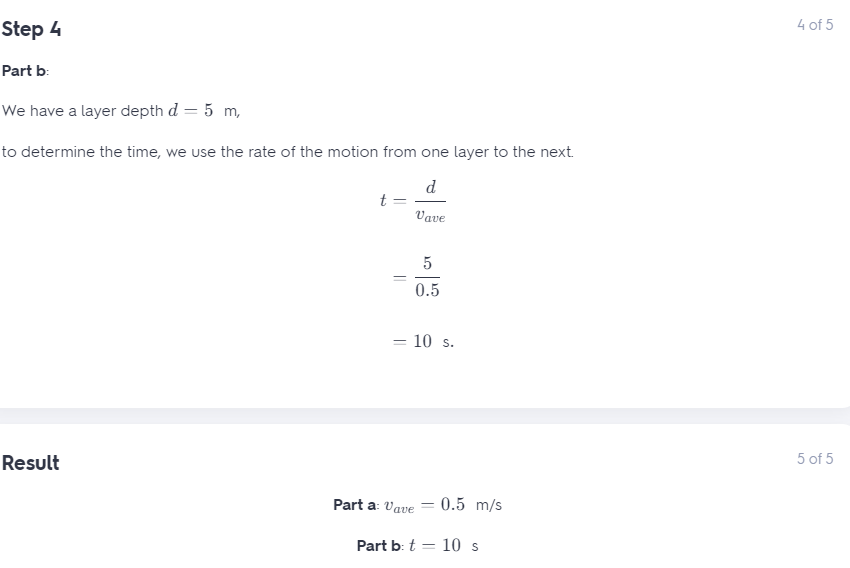 Step 4
4 of 5
Part b:
We have a layer depth d = 5 m,
to determine the time, we use the rate of the motion from one layer to the next.
t = d / v_ave
= 5 / 0.5
= 10 s.
Result
5 of 5
Part a: v_ave = 0.5 m/s
Part b: t = 10 s